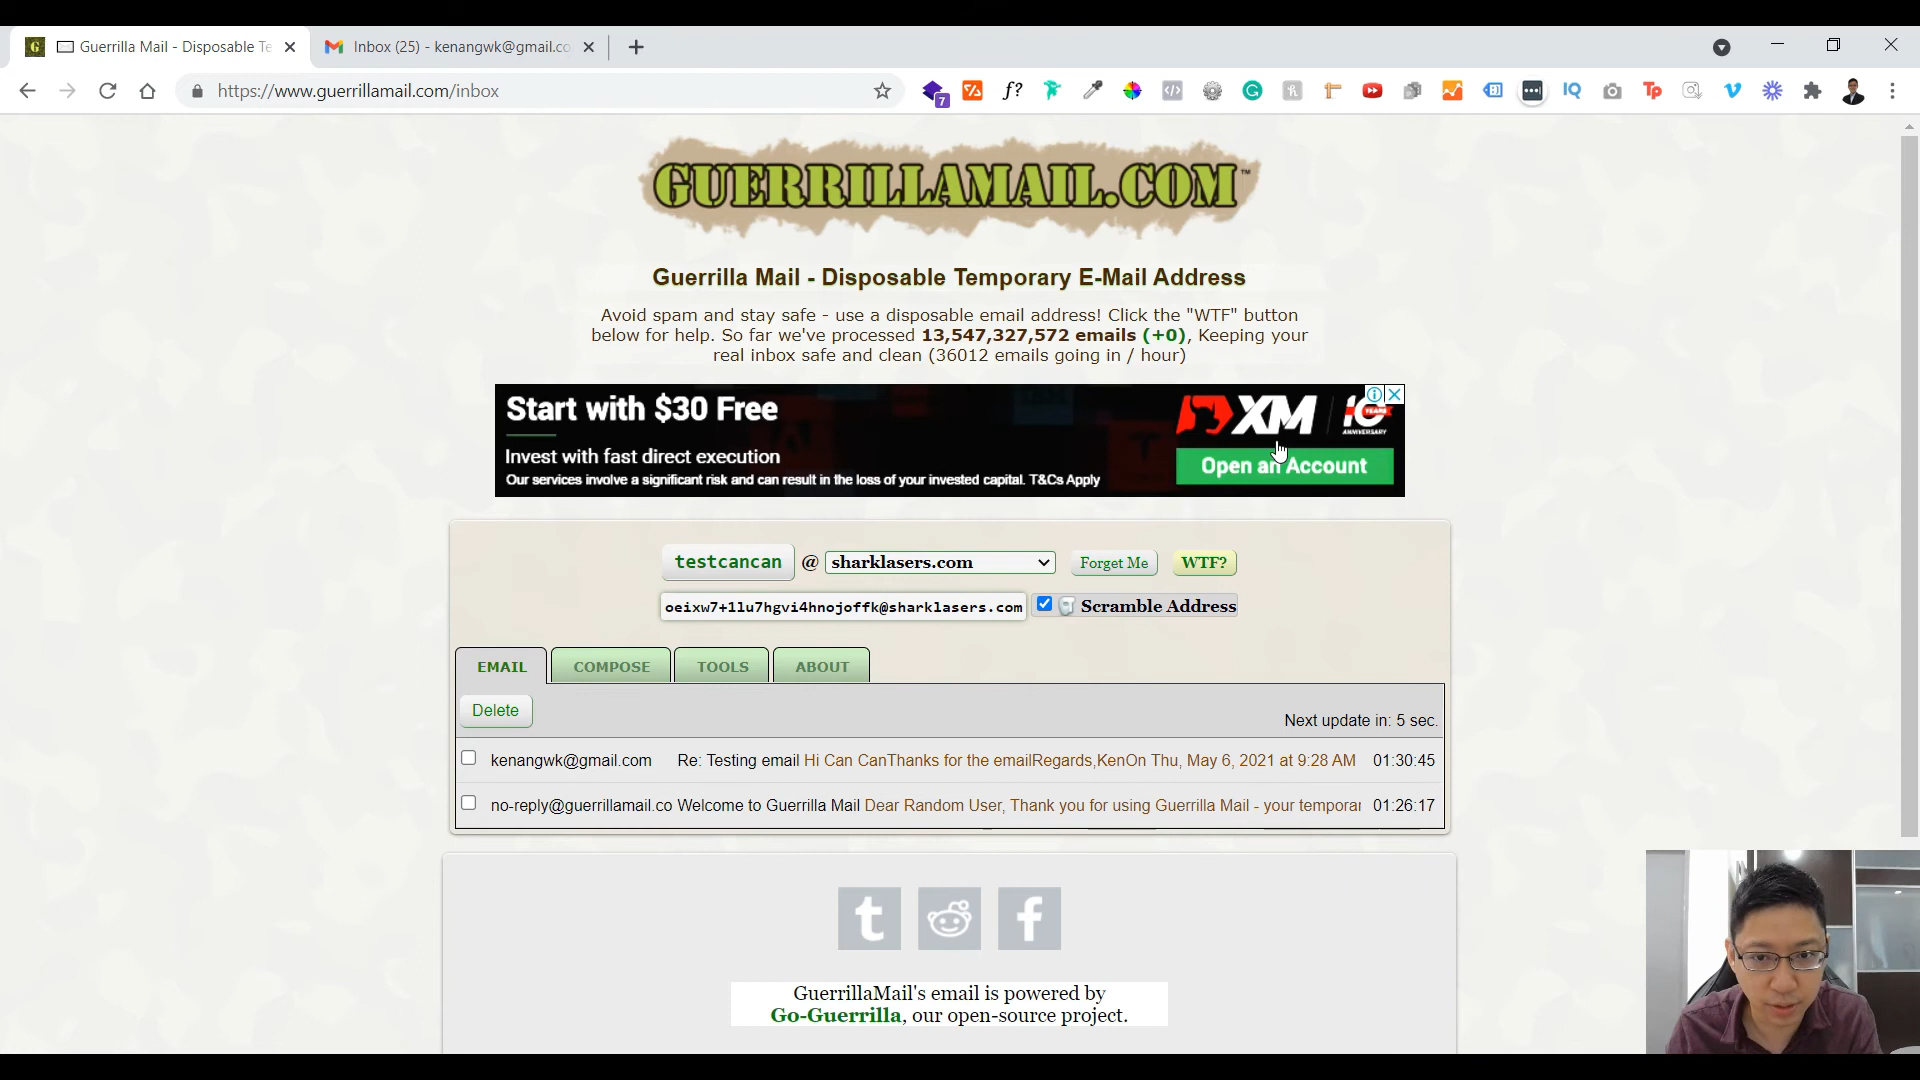 Guerrilla Mail - Disposable Te
Inbox (25) - kenangwk@gmail.co
https://www.guerrillamail.com/inbox
7
f?
IQ
Tp
GUERRILLAMAIL.COM™
Guerrilla Mail - Disposable Temporary E-Mail Address
Avoid spam and stay safe - use a disposable email address! Click the "WTF" button
below for help. So far we've processed 13,547,327,572 emails (+0), Keeping your
real inbox safe and clean (36012 emails going in / hour)
Start with $30 Free
Invest with fast direct execution
Our services involve a significant risk and can result in the loss of your invested capital. T&Cs Apply
XM
10 YEARS
ANNIVERSARY
Open an Account
testcancan @ sharklasers.com Forget Me WTF?
oeixw7+1lu7hgvi4hnojoffk@sharklasers.com Scramble Address
EMAIL COMPOSE TOOLS ABOUT
Delete
Next update in: 5 sec.
kenangwk@gmail.com Re: Testing email Hi Can CanThanks for the emailRegards,KenOn Thu, May 6, 2021 at 9:28 AM 01:30:45
no-reply@guerrillamail.co Welcome to Guerrilla Mail Dear Random User, Thank you for using Guerrilla Mail - your temporar 01:26:17
GuerrillaMail's email is powered by
Go-Guerrilla, our open-source project.